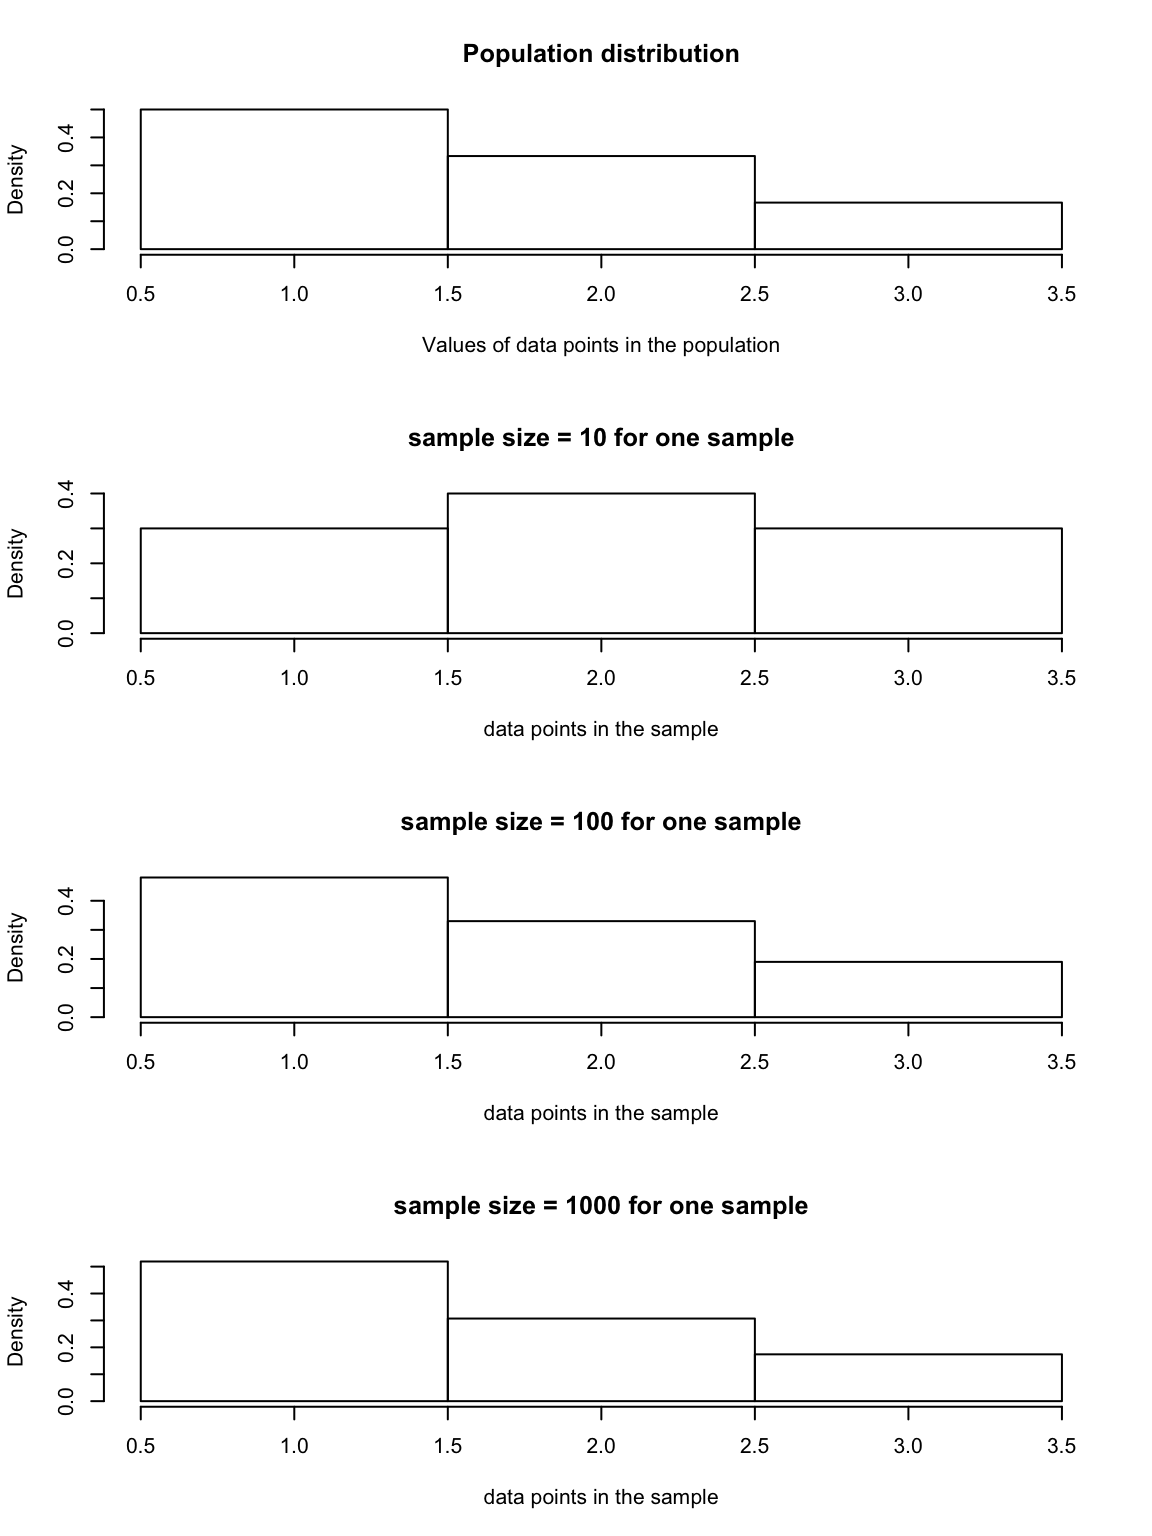 Population distribution
Density
0.0 0.2 0.4
0.5 1.0 1.5 2.0 2.5 3.0 3.5
Values of data points in the population
sample size = 10 for one sample
Density
0.0 0.2 0.4
0.5 1.0 1.5 2.0 2.5 3.0 3.5
data points in the sample
sample size = 100 for one sample
Density
0.0 0.2 0.4
0.5 1.0 1.5 2.0 2.5 3.0 3.5
data points in the sample
sample size = 1000 for one sample
Density
0.0 0.2 0.4
0.5 1.0 1.5 2.0 2.5 3.0 3.5
data points in the sample